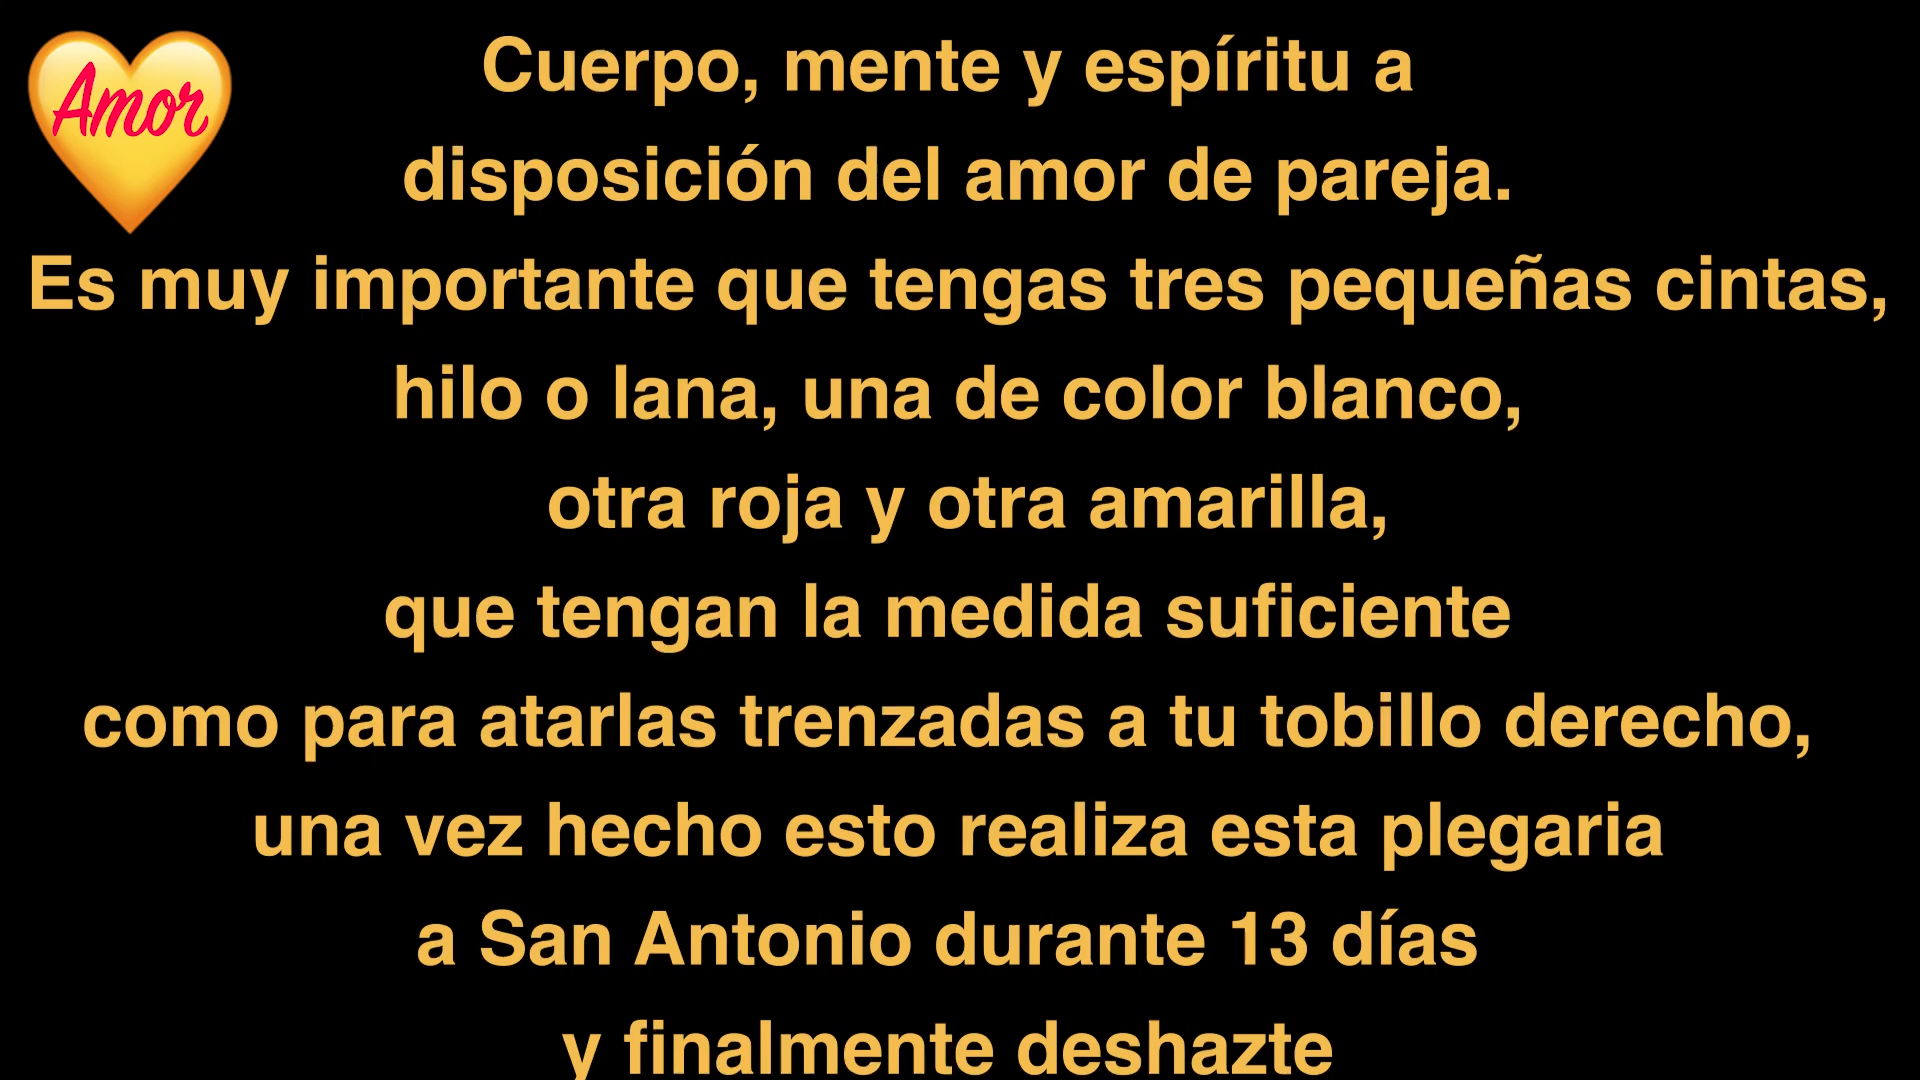 Amor
Cuerpo, mente y espíritu a
disposición del amor de pareja.
Es muy importante que tengas tres pequeñas cintas,
hilo o lana, una de color blanco,
otra roja y otra amarilla,
que tengan la medida suficiente
como para atarlas trenzadas a tu tobillo derecho,
una vez hecho esto realiza esta plegaria
a San Antonio durante 13 días
y finalmente deshazte